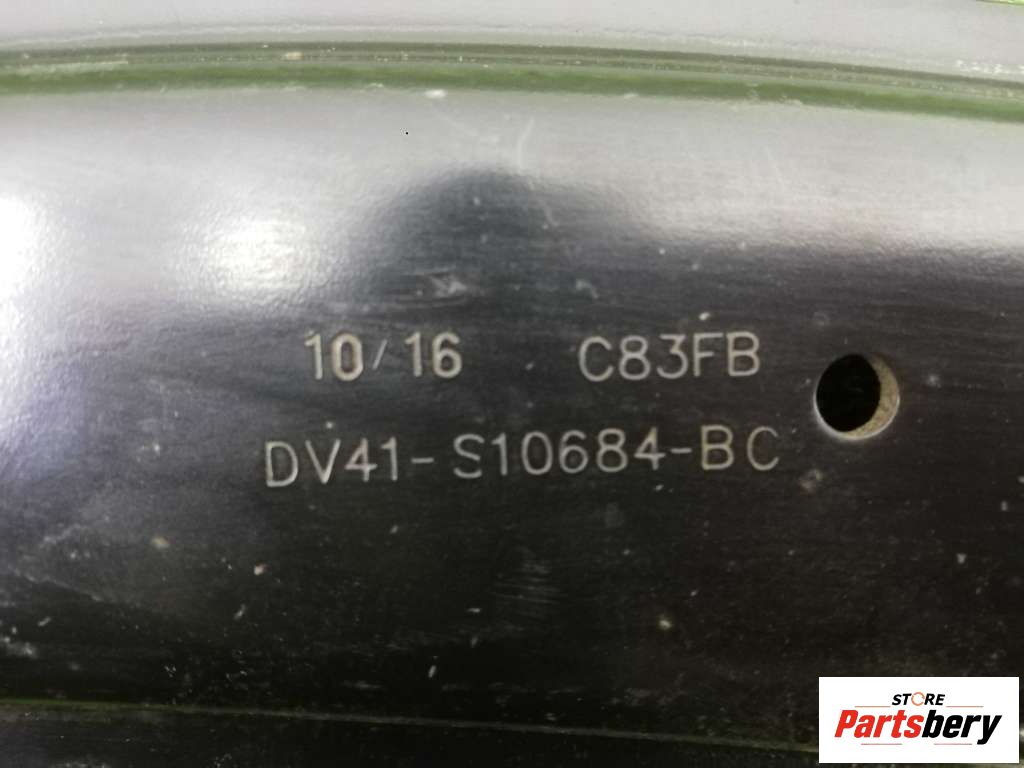 10/16 C83FB
DV41-S10684-BC
STORE
Partsbery